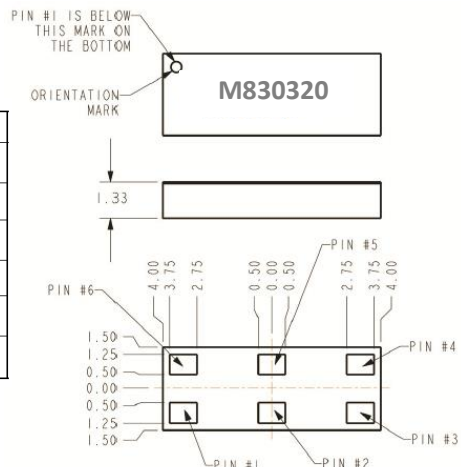 PIN #1 IS BELOW
THIS MARK ON
THE BOTTOM
ORIENTATION
MARK
M830320
1.33
PIN #5
4.00
3.75
2.75
0.50
0.00
0.50
2.75
3.75
4.00
PIN #6
PIN #4
1.50
1.25
0.50
0.00
0.50
1.25
1.50
PIN #3
PIN #1
PIN #2